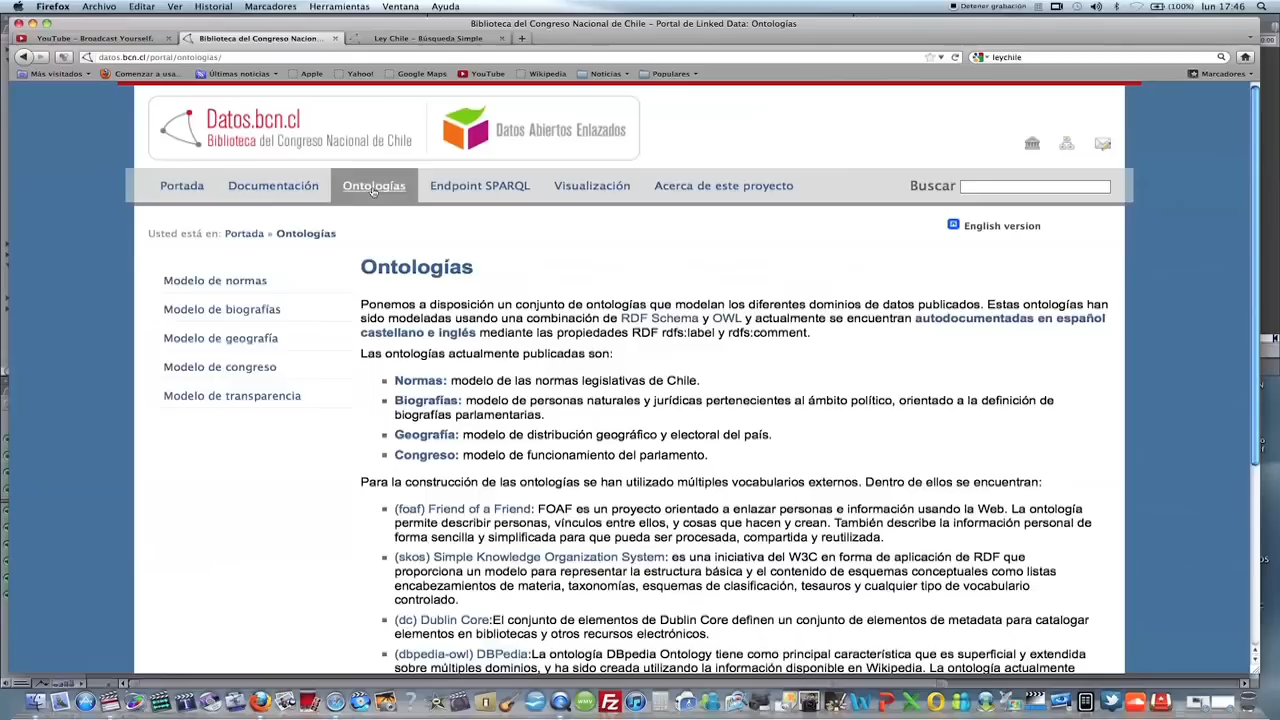 Firefox Archivo Editar Ver Historial Marcadores Herramientas Ventana Ayuda Detener grabación (100%) lun 17:46
Biblioteca del Congreso Nacional de Chile - Portal de Linked Data: Ontologías
YouTube - Broadcast Yourself. Biblioteca del Congreso Nacion... Ley Chile - Búsqueda Simple
datos.bcn.cl/portal/ontologias/ leychile
Más visitados Comenzar a usa... Últimas noticias Apple Yahoo! Google Maps YouTube Wikipedia Noticias Populares Marcadores
Datos.bcn.cl
Biblioteca del Congreso Nacional de Chile
Datos Abiertos Enlazados
Portada Documentación Ontologías Endpoint SPARQL Visualización Acerca de este proyecto Buscar
Usted está en: Portada » Ontologías
English version
Modelo de normas
Modelo de biografías
Modelo de geografía
Modelo de congreso
Modelo de transparencia
Ontologías
Ponemos a disposición un conjunto de ontologías que modelan los diferentes dominios de datos publicados. Estas ontologías han
sido modeladas usando una combinación de RDF Schema y OWL y actualmente se encuentran autodocumentadas en español
castellano e inglés mediante las propiedades RDF rdfs:label y rdfs:comment.
Las ontologías actualmente publicadas son:
Normas: modelo de las normas legislativas de Chile.
Biografías: modelo de personas naturales y jurídicas pertenecientes al ámbito político, orientado a la definición de
biografías parlamentarias.
Geografía: modelo de distribución geográfico y electoral del país.
Congreso: modelo de funcionamiento del parlamento.
Para la construcción de las ontologías se han utilizado múltiples vocabularios externos. Dentro de ellos se encuentran:
(foaf) Friend of a Friend: FOAF es un proyecto orientado a enlazar personas e información usando la Web. La ontología
permite describir personas, vínculos entre ellos, y cosas que hacen y crean. También describe la información personal de
forma sencilla y simplificada para que pueda ser procesada, compartida y reutilizada.
(skos) Simple Knowledge Organization System: es una iniciativa del W3C en forma de aplicación de RDF que
proporciona un modelo para representar la estructura básica y el contenido de esquemas conceptuales como listas
encabezamientos de materia, taxonomías, esquemas de clasificación, tesauros y cualquier tipo de vocabulario
controlado.
(dc) Dublin Core:El conjunto de elementos de Dublin Core definen un conjunto de elementos de metadata para catalogar
elementos en bibliotecas y otros recursos electrónicos.
(dbpedia-owl) DBPedia:La ontología DBpedia Ontology tiene como principal característica que es superficial y extendida
sobre múltiples dominios, y ha sido creada utilizando la información disponible en Wikipedia. La ontología actualmente